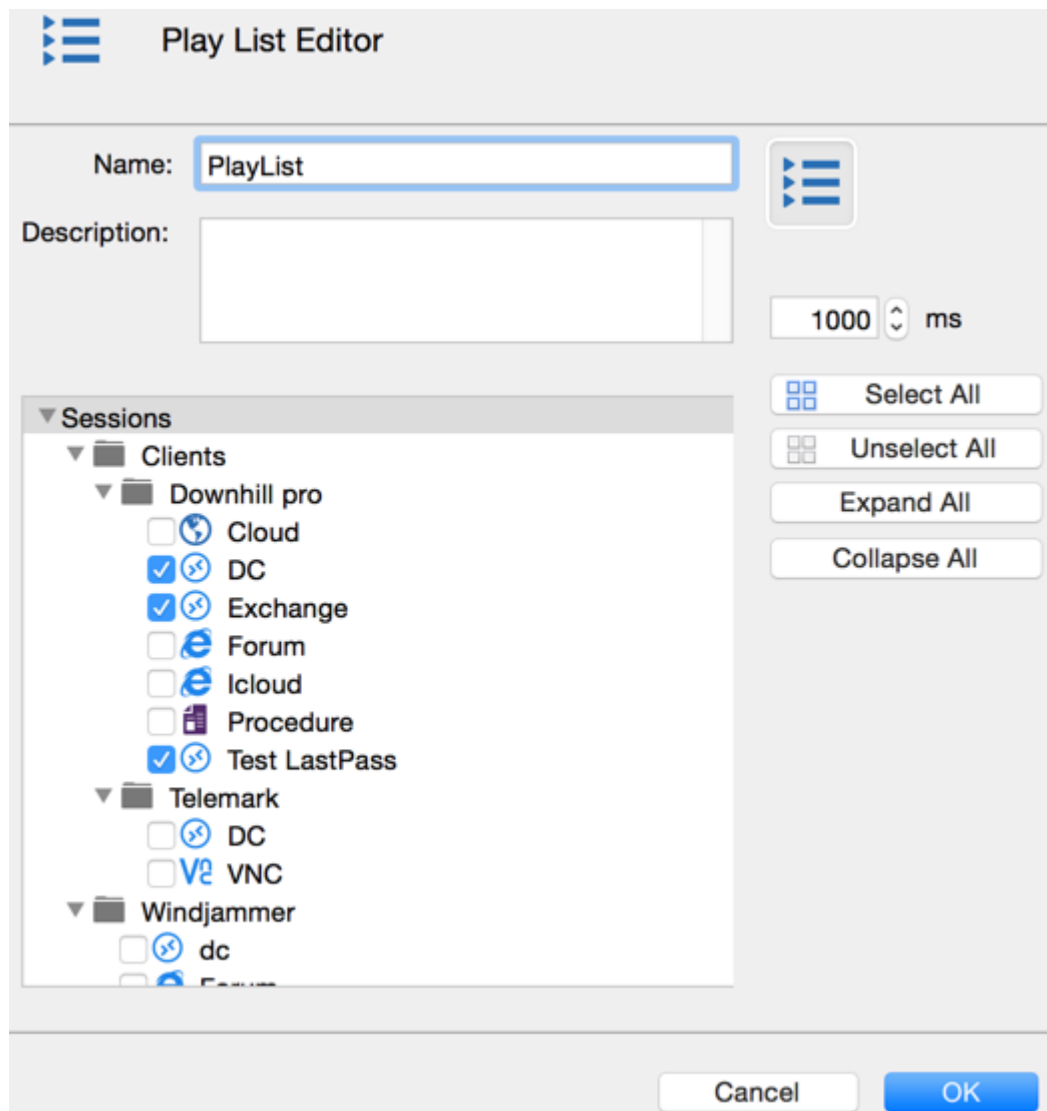 Play List Editor
Name: PlayList
Description:
1000 ms
Select All
Unselect All
Expand All
Collapse All
Sessions
Clients
Downhill pro
Cloud
DC
Exchange
Forum
Icloud
Procedure
Test LastPass
Telemark
DC
VNC
Windjammer
dc
Forum
Cancel OK